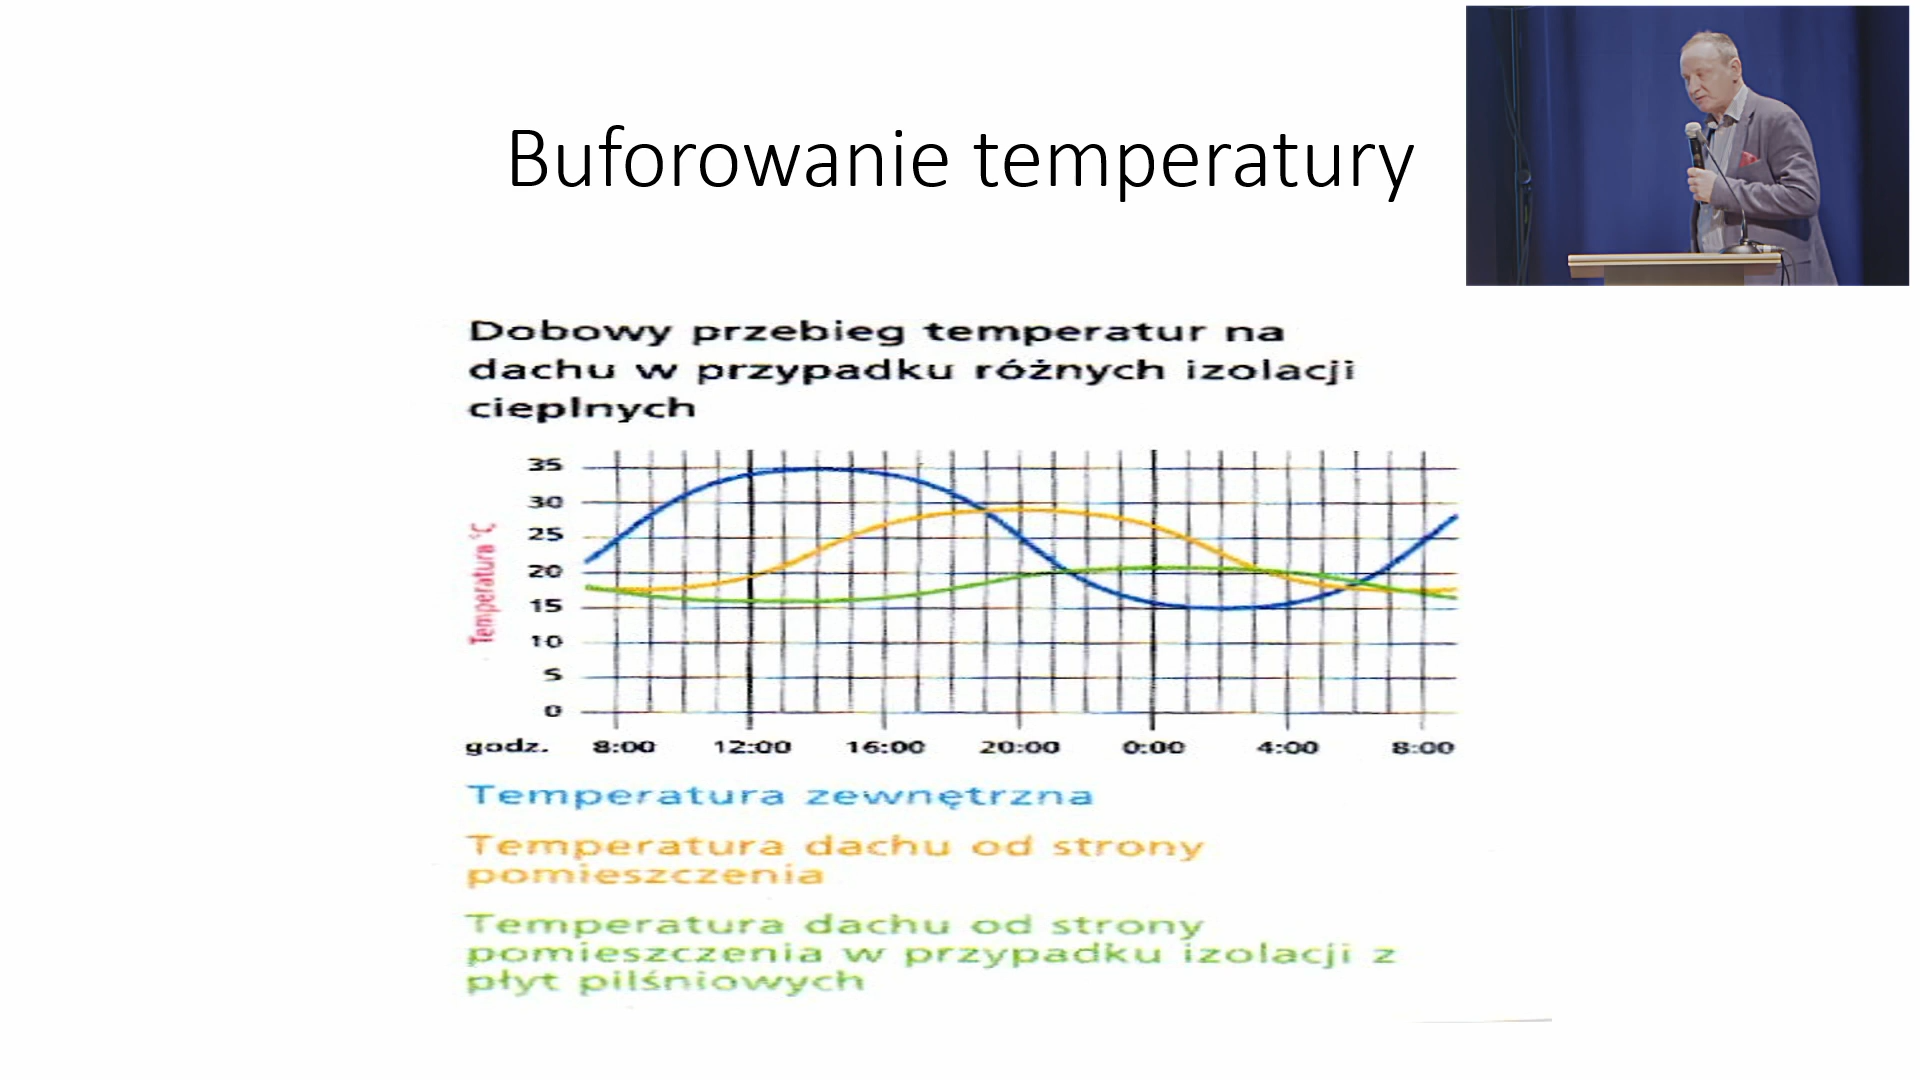 Buforowanie temperatury
Dobowy przebieg temperatur na
dachu w przypadku różnych izolacji
cieplnych
Temperatura °C
35
30
25
20
15
10
5
0
godz. 8:00 12:00 16:00 20:00 0:00 4:00 8:00
Temperatura zewnętrzna
Temperatura dachu od strony
pomieszczenia
Temperatura dachu od strony
pomieszczenia w przypadku izolacji z
płyt pilśniowych